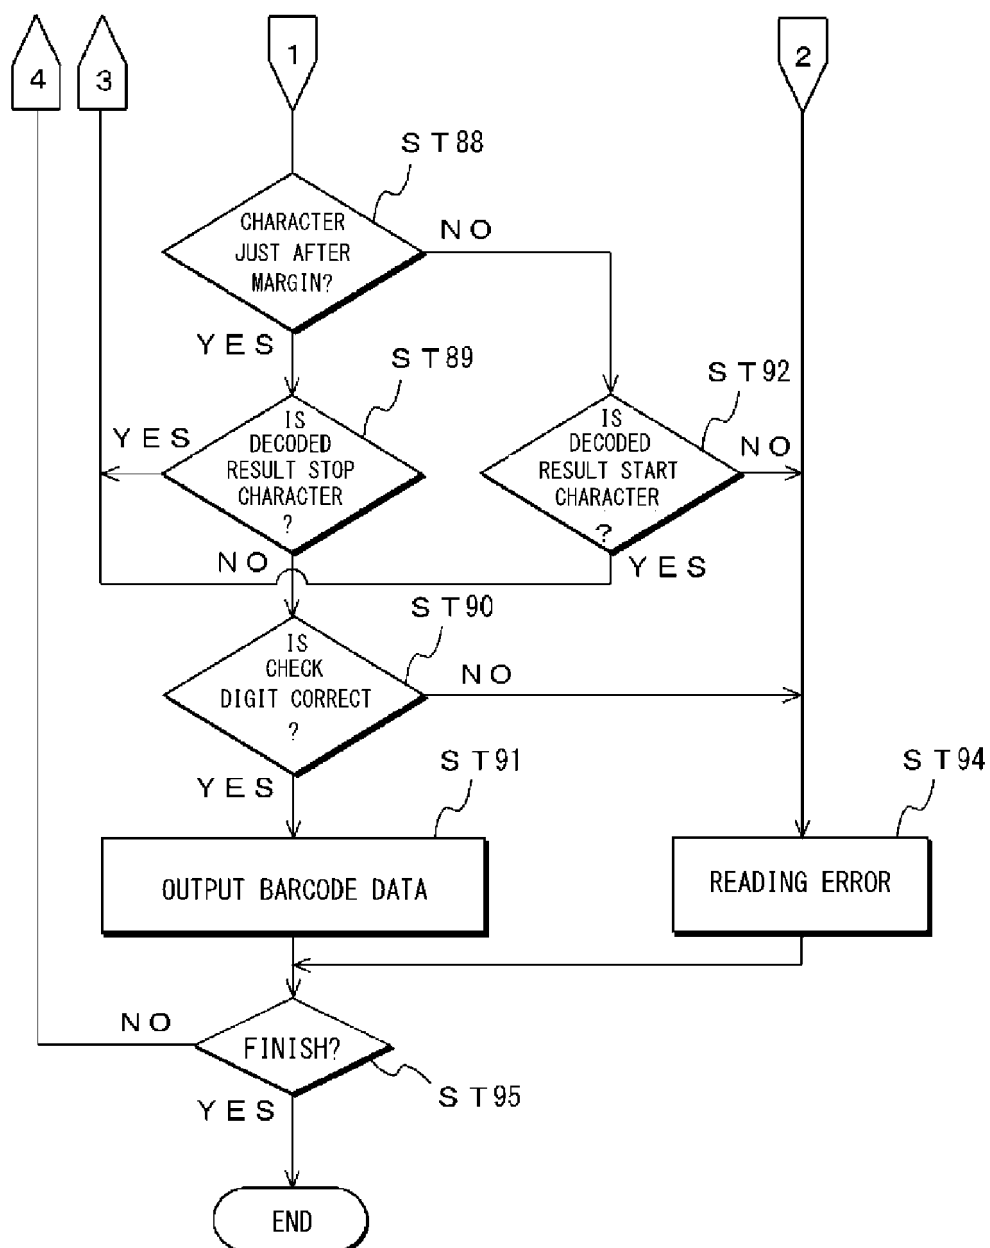 4
3
1
2
ST88
CHARACTER
JUST AFTER
MARGIN?
NO
YES
ST89
ST92
YES
IS
DECODED
RESULT STOP
CHARACTER
?
IS
DECODED
RESULT START
CHARACTER
?
NO
NO
YES
ST90
IS
CHECK
DIGIT CORRECT
?
NO
YES
ST91
ST94
OUTPUT BARCODE DATA
READING ERROR
NO
FINISH?
ST95
YES
END